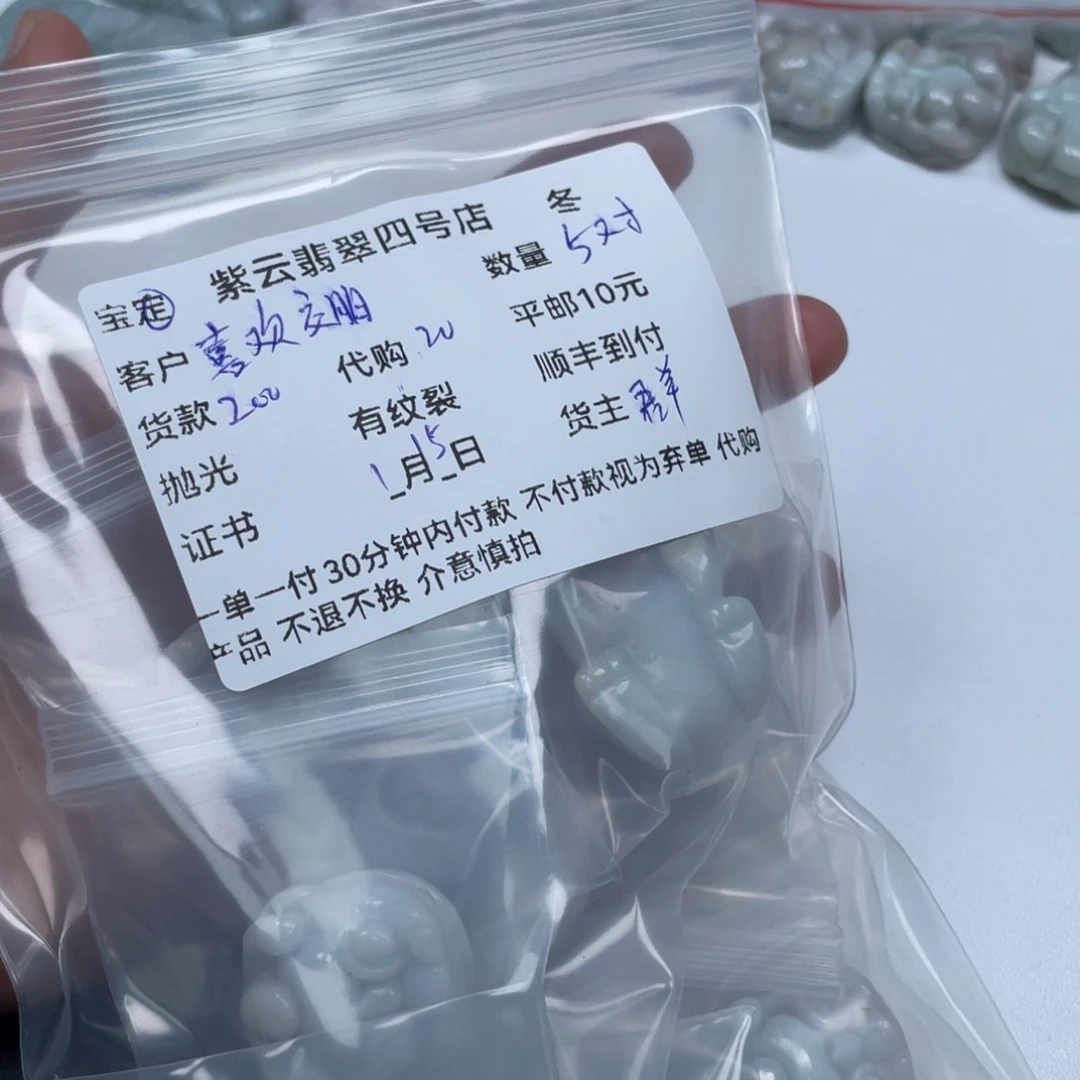 紫云翡翠四号店 冬
宝 定 数量 5对
客户 喜欢交朋 代购 20 平邮10元
货款 200 有纹裂 顺丰到付
抛光 1月15日 货主
证书
一单一付 30分钟内付款 不付款视为弃单 代购
产品 不退不换 介意慎拍